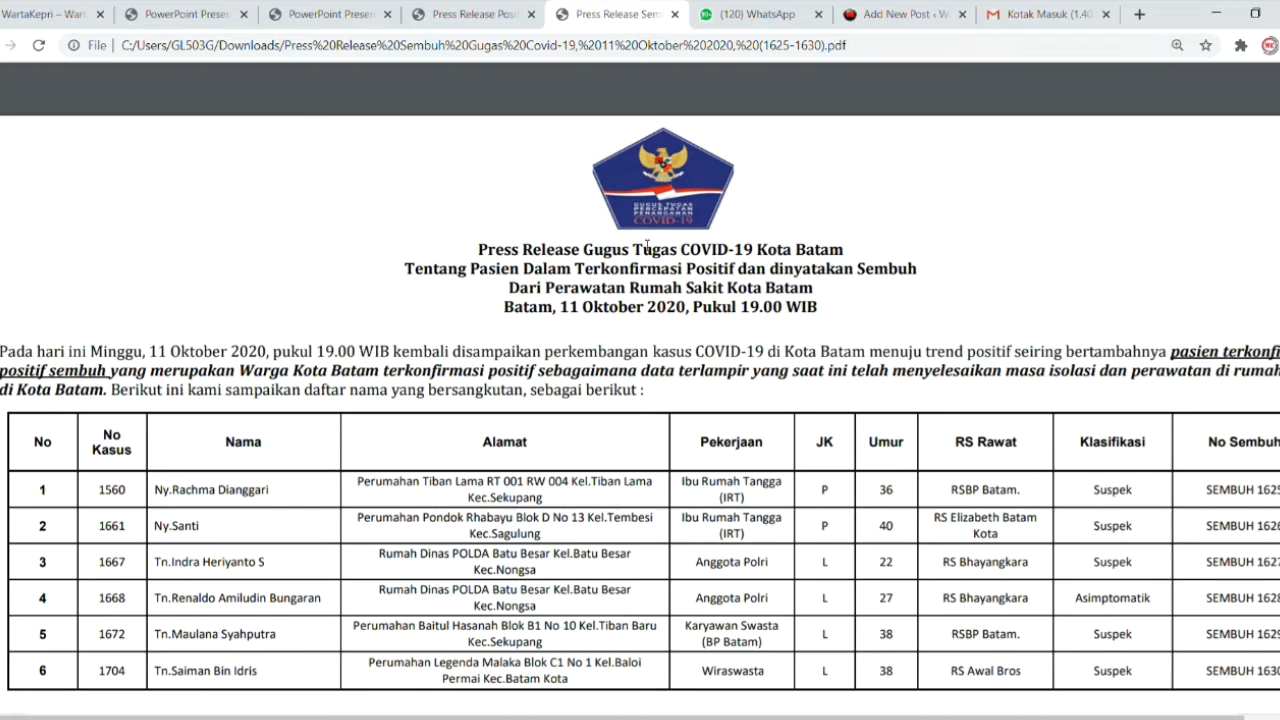 WartaKepri – Wart
PowerPoint Presen
PowerPoint Presen
Press Release Posi
Press Release Sem
(120) WhatsApp
Add New Post ‹ W
Kotak Masuk (1.40
File
C:/Users/GL503G/Downloads/Press%20Release%20Sembuh%20Gugas%20Covid-19,%2011%20Oktober%202020,%20(1625-1630).pdf
GUGUS TUGAS
PERCEPATAN
PENANGANAN
COVID-19
Press Release Gugus Tugas COVID-19 Kota Batam
Tentang Pasien Dalam Terkonfirmasi Positif dan dinyatakan Sembuh
Dari Perawatan Rumah Sakit Kota Batam
Batam, 11 Oktober 2020, Pukul 19.00 WIB
Pada hari ini Minggu, 11 Oktober 2020, pukul 19.00 WIB kembali disampaikan perkembangan kasus COVID-19 di Kota Batam menuju trend positif seiring bertambahnya pasien terkonfi
positif sembuh yang merupakan Warga Kota Batam terkonfirmasi positif sebagaimana data terlampir yang saat ini telah menyelesaikan masa isolasi dan perawatan di rumah
di Kota Batam. Berikut ini kami sampaikan daftar nama yang bersangkutan, sebagai berikut :
No No Kasus Nama Alamat Pekerjaan JK Umur RS Rawat Klasifikasi No Sembuh
1 1560 Ny.Rachma Dianggari Perumahan Tiban Lama RT 001 RW 004 Kel.Tiban Lama Kec.Sekupang Ibu Rumah Tangga (IRT) P 36 RSBP Batam. Suspek SEMBUH 1625
2 1661 Ny.Santi Perumahan Pondok Rhabayu Blok D No 13 Kel.Tembesi Kec.Sagulung Ibu Rumah Tangga (IRT) P 40 RS Elizabeth Batam Kota Suspek SEMBUH 1626
3 1667 Tn.Indra Heriyanto S Rumah Dinas POLDA Batu Besar Kel.Batu Besar Kec.Nongsa Anggota Polri L 22 RS Bhayangkara Suspek SEMBUH 1627
4 1668 Tn.Renaldo Amiludin Bungaran Rumah Dinas POLDA Batu Besar Kel.Batu Besar Kec.Nongsa Anggota Polri L 27 RS Bhayangkara Asimptomatik SEMBUH 1628
5 1672 Tn.Maulana Syahputra Perumahan Baitul Hasanah Blok B1 No 10 Kel.Tiban Baru Kec.Sekupang Karyawan Swasta (BP Batam) L 38 RSBP Batam. Suspek SEMBUH 1629
6 1704 Tn.Saiman Bin Idris Perumahan Legenda Malaka Blok C1 No 1 Kel.Baloi Permai Kec.Batam Kota Wiraswasta L 38 RS Awal Bros Suspek SEMBUH 1630